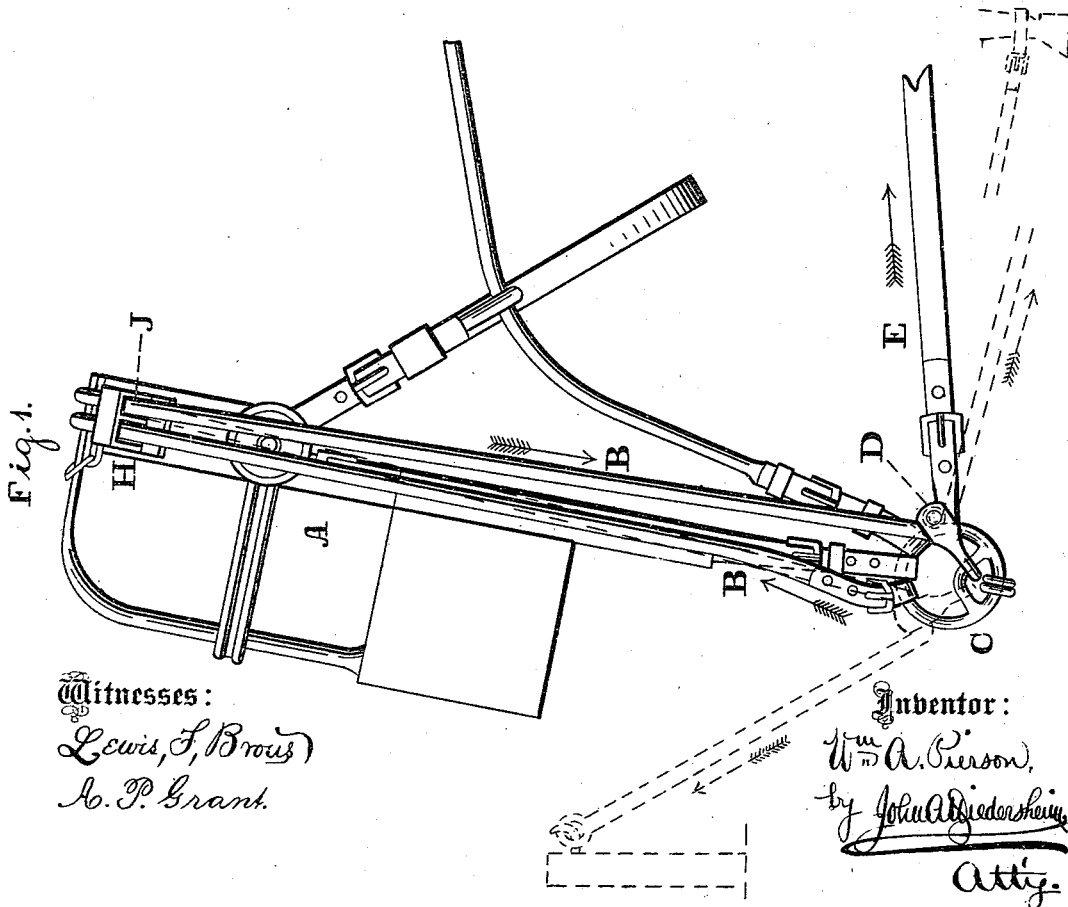 Fig. 1.
J
H
A
B
B
E
D
C
Witnesses:
Lewis, F, Brous
A. P. Grant.
Inventor:
Wm A. Pierson,
by John A. Wiedersheim,
Atty.